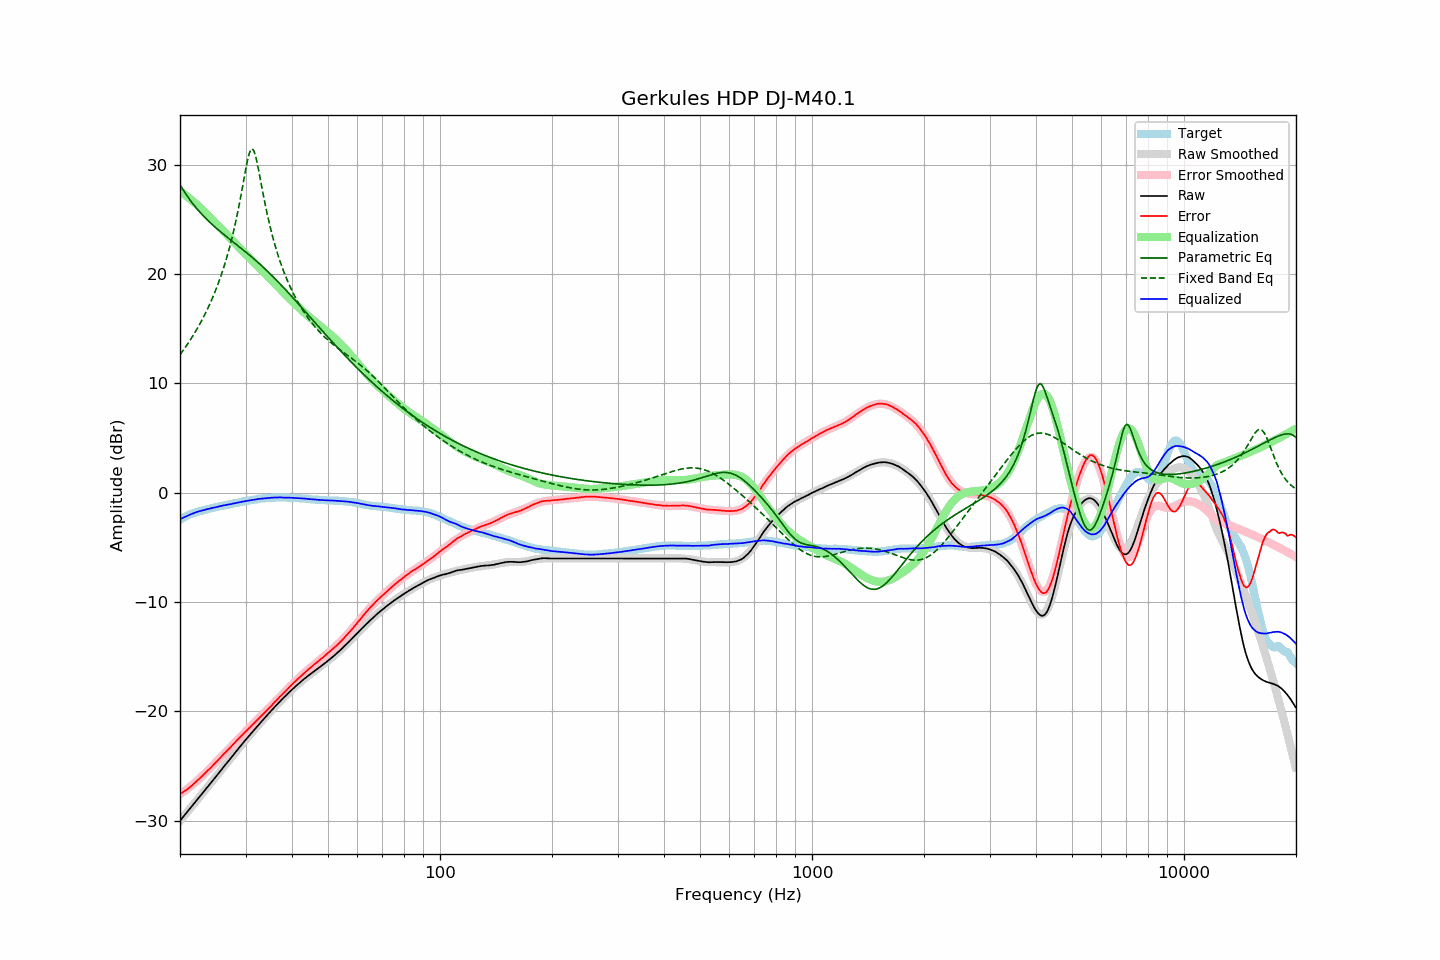 Gerkules HDP DJ-M40.1
Target
Raw Smoothed
Error Smoothed
Raw
Error
Equalization
Parametric Eq
Fixed Band Eq
Equalized
30
20
10
0
−10
−20
−30
Amplitude (dBr)
100
1000
10000
Frequency (Hz)